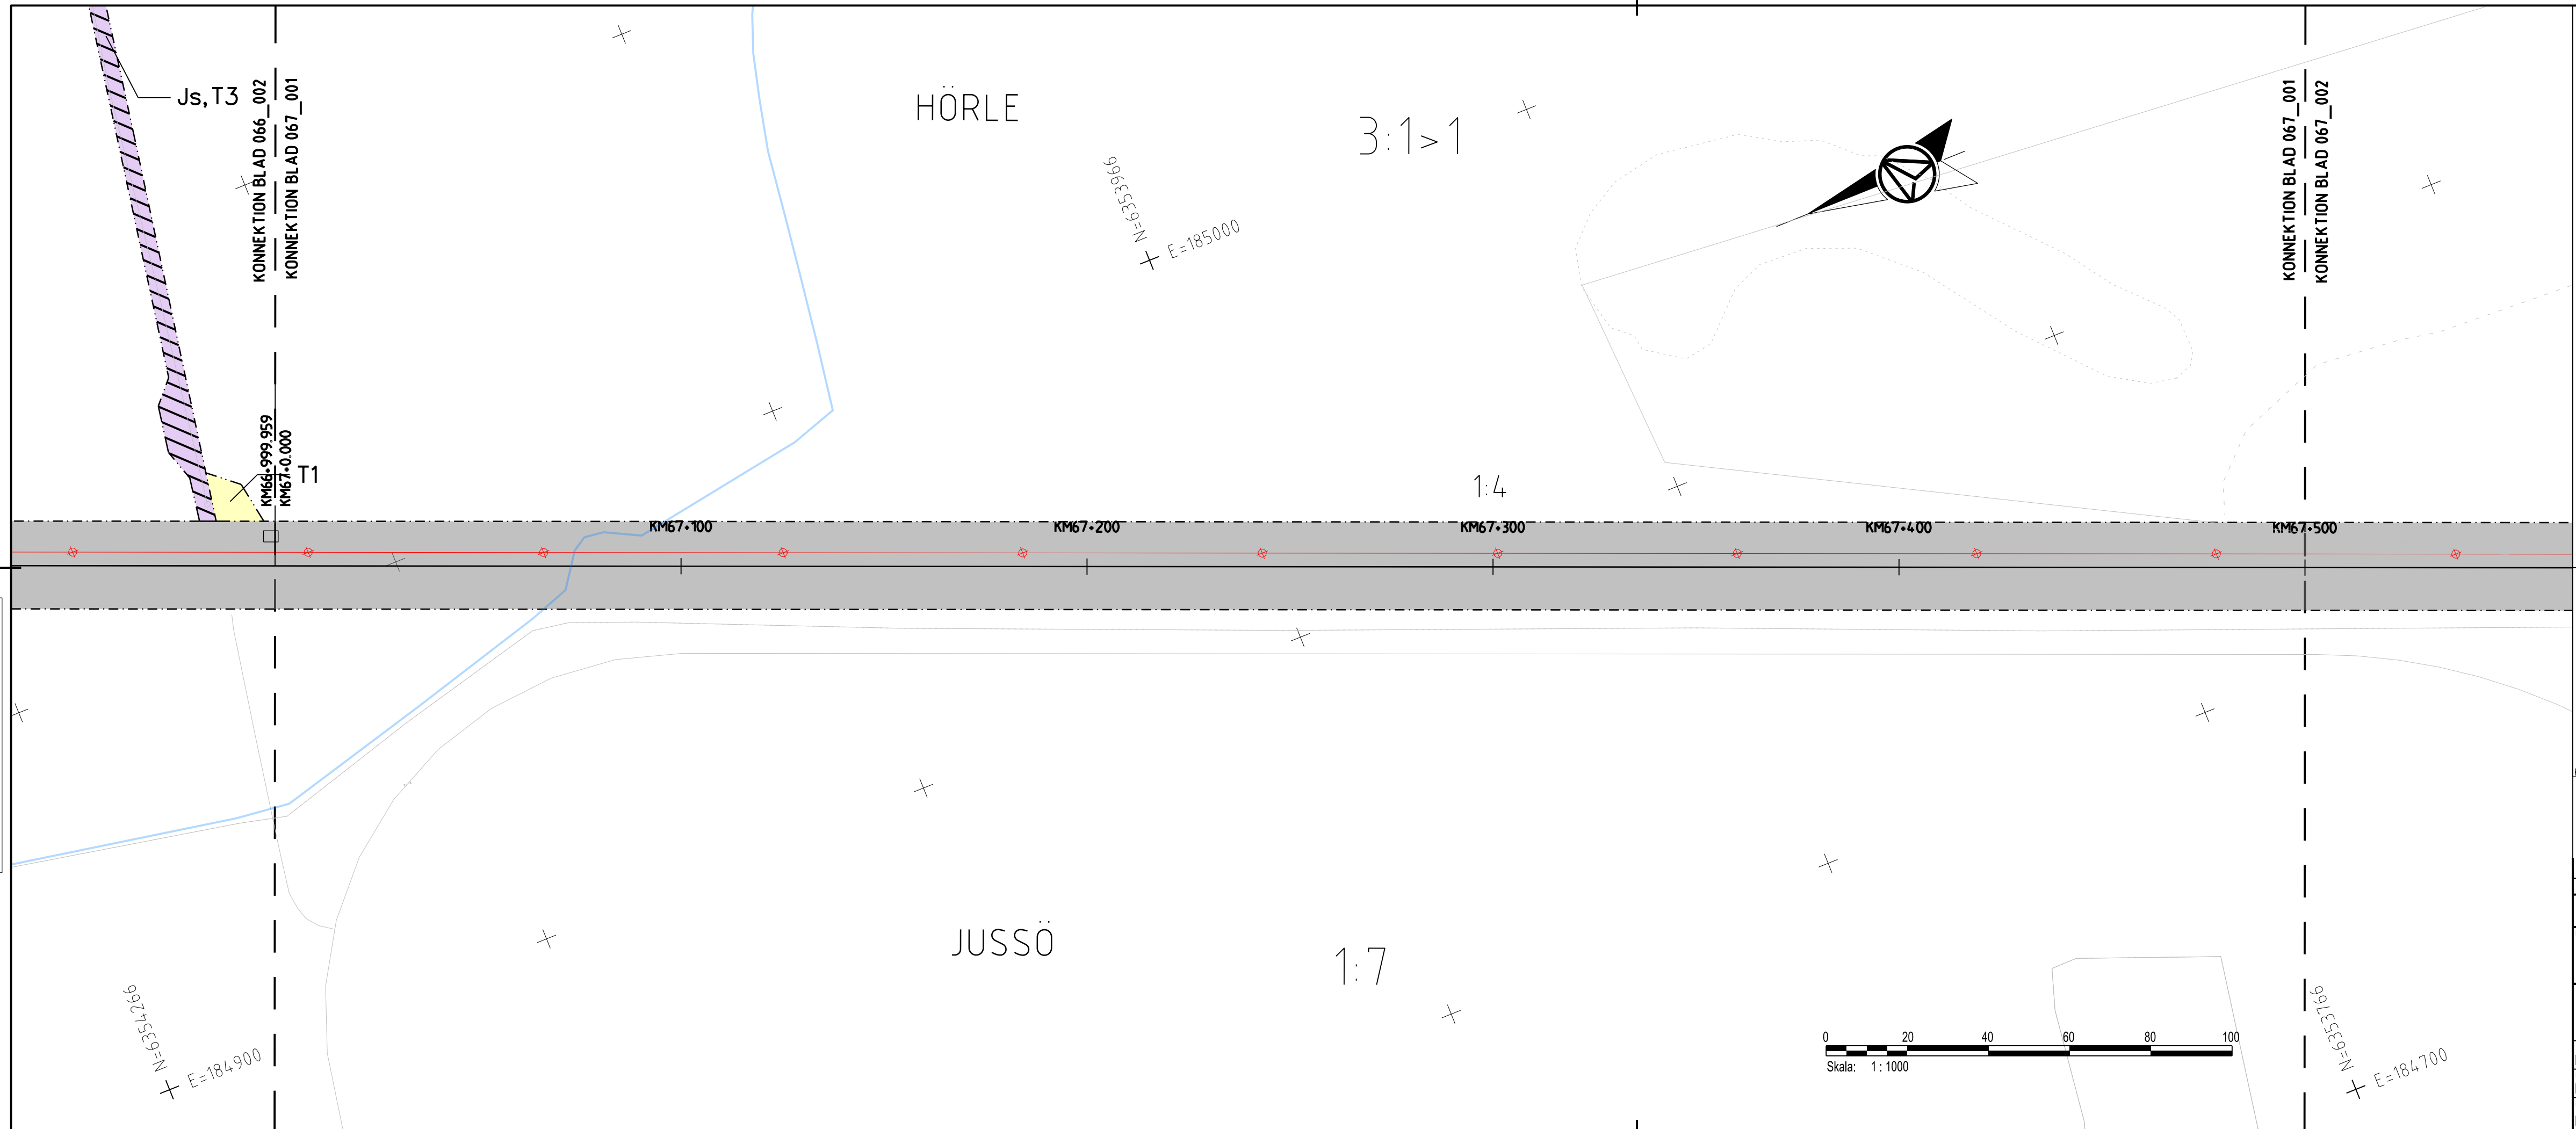 Js,T3
KONNEKTION BLAD 066_002
KONNEKTION BLAD 067_001
HÖRLE
3:1>1
N=6353966
E=185000
KONNEKTION BLAD 067_001
KONNEKTION BLAD 067_002
KM66+999.959
KM67+0.000
T1
1:4
KM67+100
KM67+200
KM67+300
KM67+400
KM67+500
JUSSÖ
1:7
N=6354266
E=184900
0 20 40 60 80 100
Skala: 1 : 1000
N=6353766
E=184700